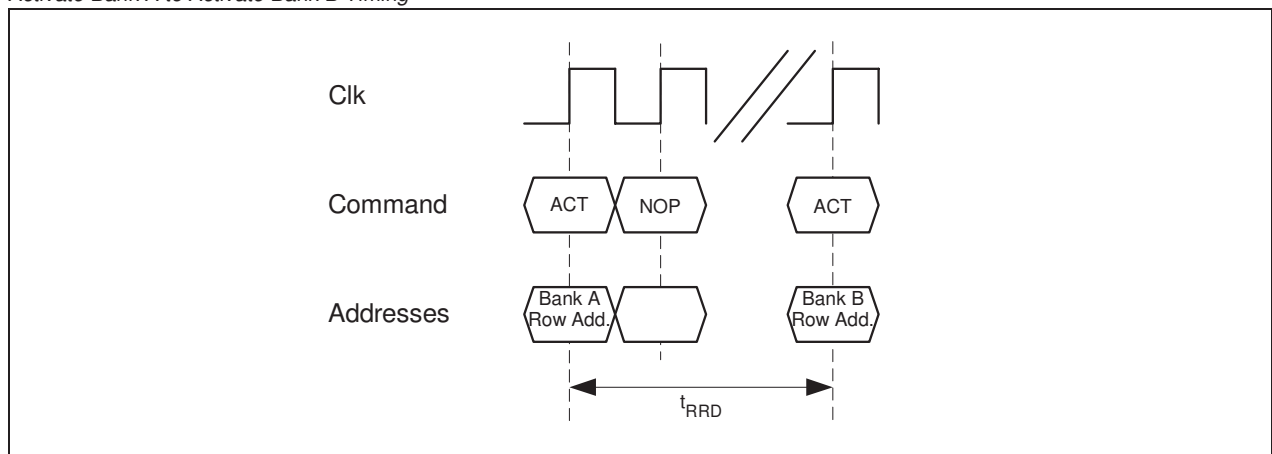 Activate Bank A to Activate Bank B Timing
Clk
Command
ACT
NOP
ACT
Addresses
Bank A
Row Add.
Bank B
Row Add.
tRRD